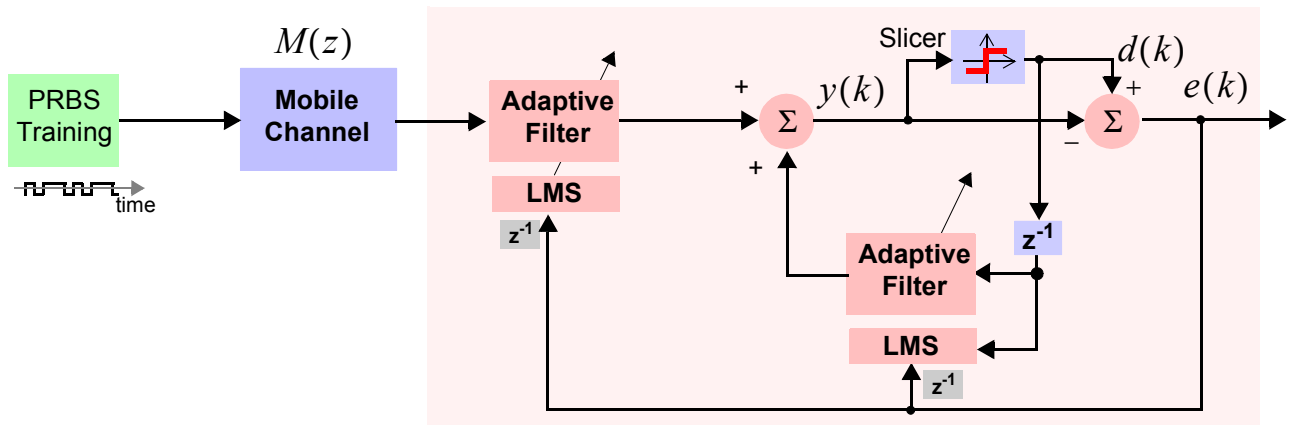 PRBS
Training
time
M(z)
Mobile
Channel
Adaptive
Filter
LMS
z⁻¹
+
+
Σ
y(k)
Slicer
d(k)
+
−
Σ
e(k)
z⁻¹
Adaptive
Filter
LMS
z⁻¹